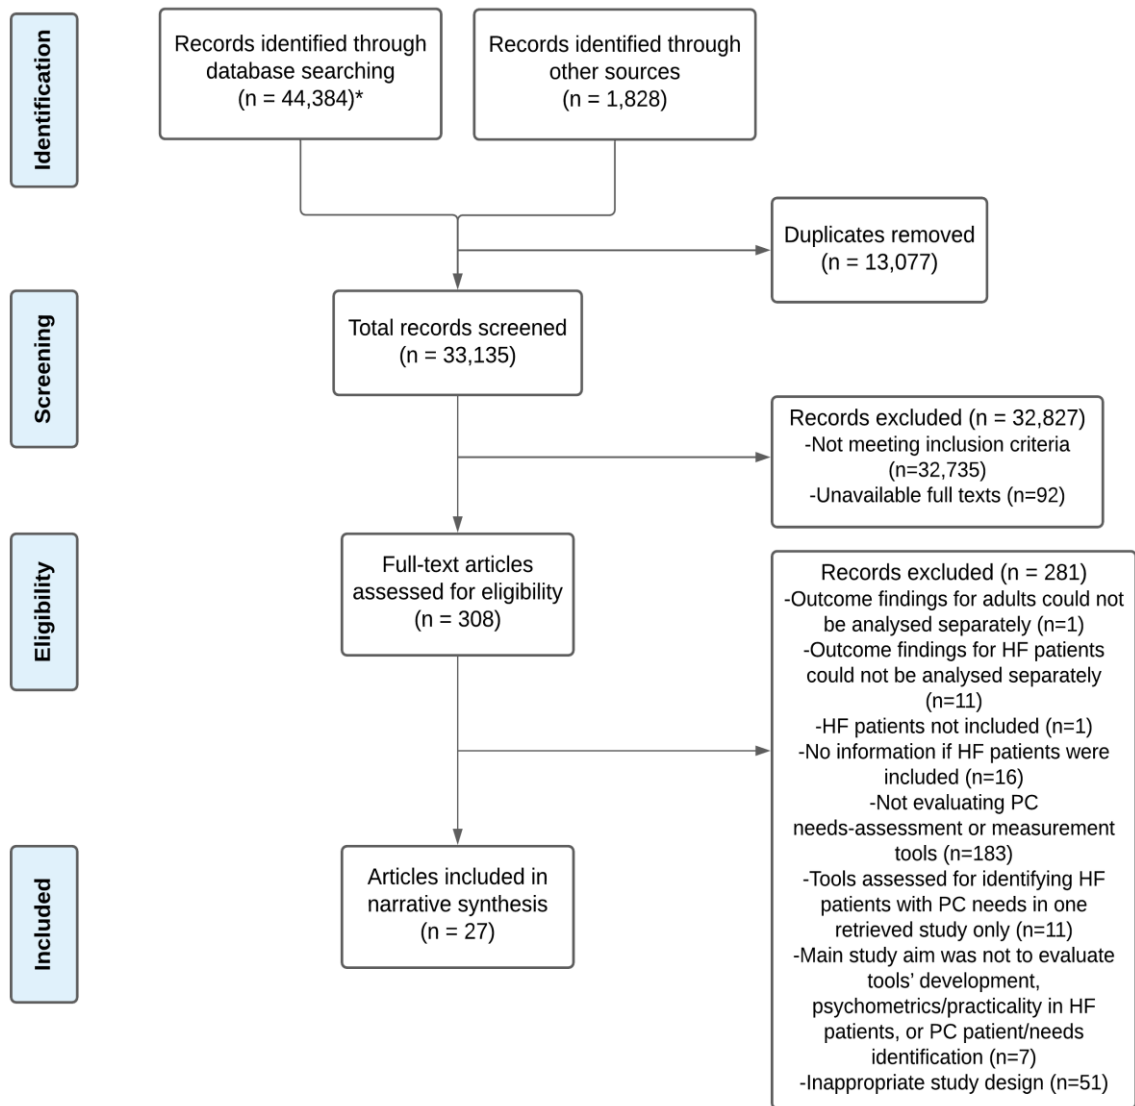 Identification
Records identified through
database searching
(n = 44,384)*
Records identified through
other sources
(n = 1,828)
Duplicates removed
(n = 13,077)
Screening
Total records screened
(n = 33,135)
Records excluded (n = 32,827)
-Not meeting inclusion criteria
(n=32,735)
-Unavailable full texts (n=92)
Eligibility
Full-text articles
assessed for eligibility
(n = 308)
Records excluded (n = 281)
-Outcome findings for adults could not
be analysed separately (n=1)
-Outcome findings for HF patients
could not be analysed separately
(n=11)
-HF patients not included (n=1)
-No information if HF patients were
included (n=16)
-Not evaluating PC
needs-assessment or measurement
tools (n=183)
-Tools assessed for identifying HF
patients with PC needs in one
retrieved study only (n=11)
-Main study aim was not to evaluate
tools' development,
psychometrics/practicality in HF
patients, or PC patient/needs
identification (n=7)
-Inappropriate study design (n=51)
Included
Articles included in
narrative synthesis
(n = 27)